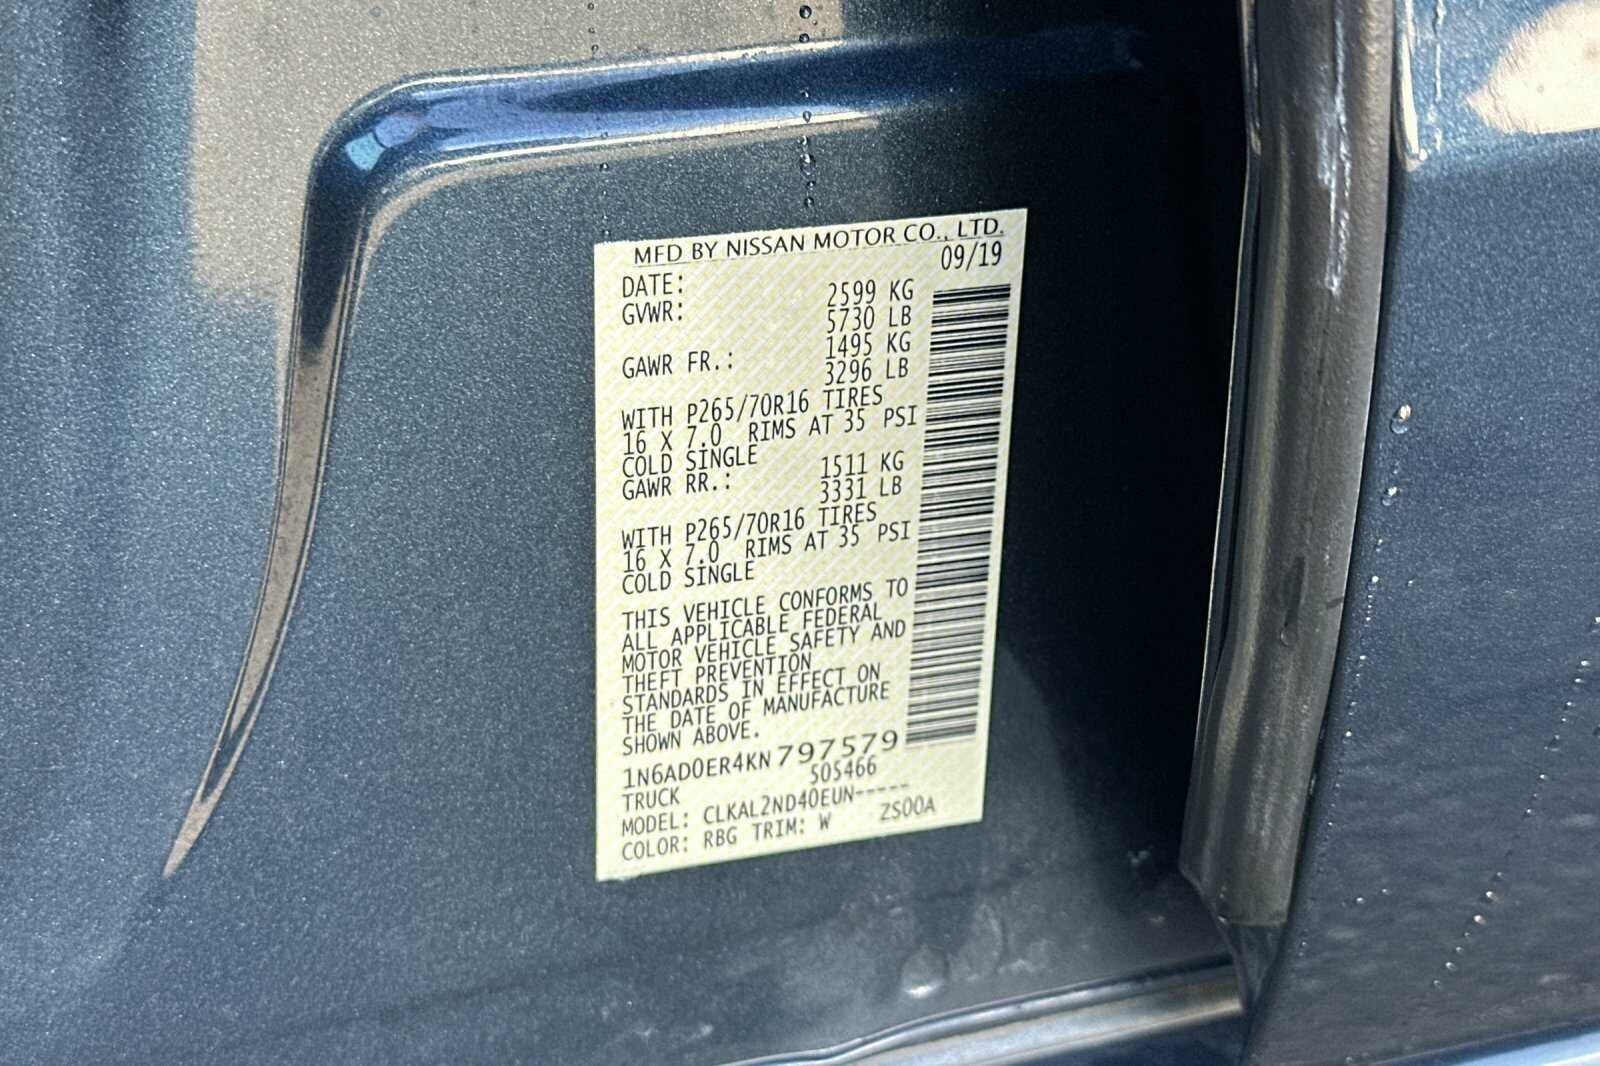 MFD BY NISSAN MOTOR CO., LTD.
DATE: 09/19
GVWR: 2599 KG
5730 LB
GAWR FR.: 1495 KG
3296 LB
WITH P265/70R16 TIRES
16 X 7.0 RIMS AT 35 PSI
COLD SINGLE
GAWR RR.: 1511 KG
3331 LB
WITH P265/70R16 TIRES
16 X 7.0 RIMS AT 35 PSI
COLD SINGLE
THIS VEHICLE CONFORMS TO
ALL APPLICABLE FEDERAL
MOTOR VEHICLE SAFETY AND
THEFT PREVENTION
STANDARDS IN EFFECT ON
THE DATE OF MANUFACTURE
SHOWN ABOVE.
1N6AD0ER4KN797579
TRUCK 505466
MODEL: CLKAL2ND40EUN-----
COLOR: RBG TRIM: W ZS00A